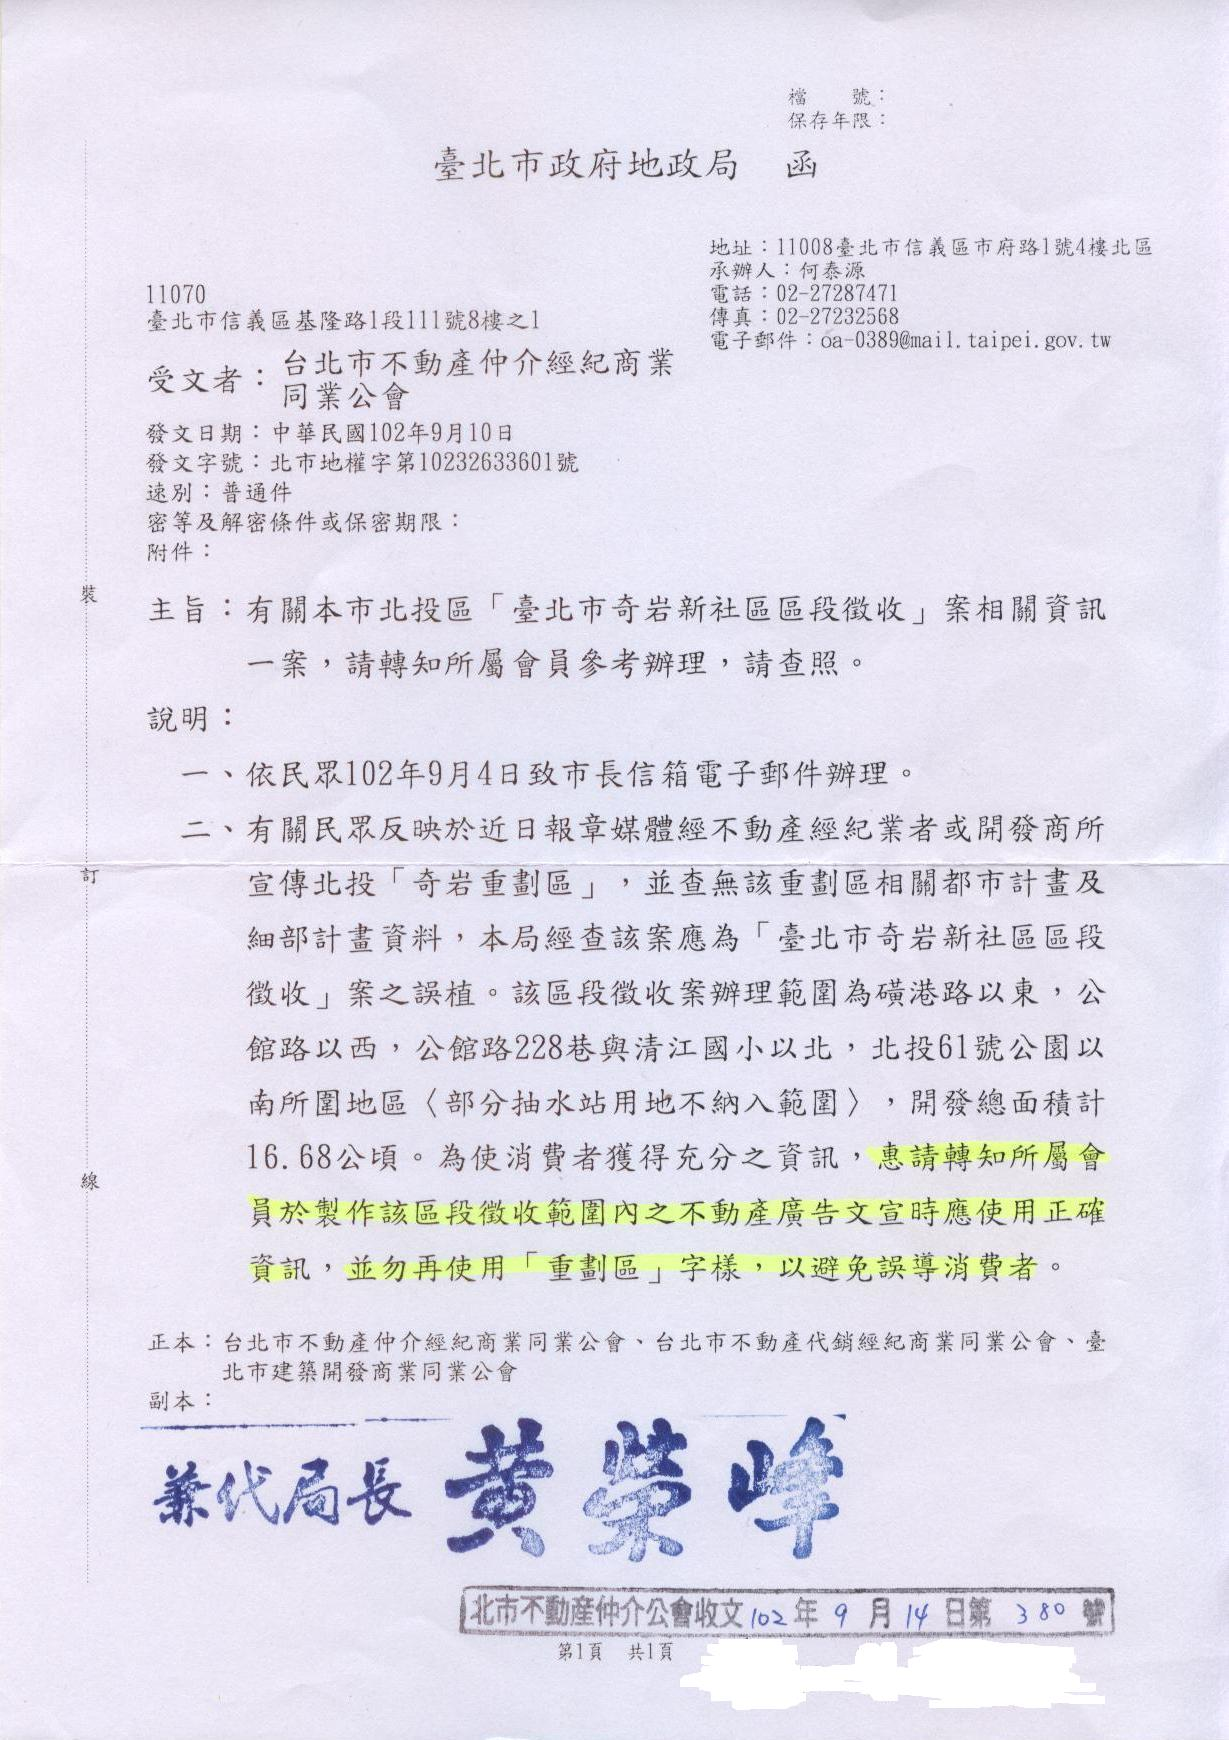 檔　　號：
保存年限：
臺北市政府地政局　函
地址：11008臺北市信義區市府路1號4樓北區
承辦人：何泰源
電話：02-27287471
傳真：02-27232568
電子郵件：oa-0389@mail.taipei.gov.tw
11070
臺北市信義區基隆路1段111號8樓之1
受文者：台北市不動產仲介經紀商業
同業公會
發文日期：中華民國102年9月10日
發文字號：北市地權字第10232633601號
速別：普通件
密等及解密條件或保密期限：
附件：
主旨：有關本市北投區「臺北市奇岩新社區區段徵收」案相關資訊
一案，請轉知所屬會員參考辦理，請查照。
說明：
一、依民眾102年9月4日致市長信箱電子郵件辦理。
二、有關民眾反映於近日報章媒體經不動產經紀業者或開發商所
宣傳北投「奇岩重劃區」，並查無該重劃區相關都市計畫及
細部計畫資料，本局經查該案應為「臺北市奇岩新社區區段
徵收」案之誤植。該區段徵收案辦理範圍為磺港路以東，公
館路以西，公館路228巷與清江國小以北，北投61號公園以
南所圍地區〈部分抽水站用地不納入範圍〉，開發總面積計
16.68公頃。為使消費者獲得充分之資訊，惠請轉知所屬會
員於製作該區段徵收範圍內之不動產廣告文宣時應使用正確
資訊，並勿再使用「重劃區」字樣，以避免誤導消費者。
正本：台北市不動產仲介經紀商業同業公會、台北市不動產代銷經紀商業同業公會、臺
北市建築開發商業同業公會
副本：
兼代局長 黃榮峰
北市不動產仲介公會收文102年9月14日第380號
第1頁　共1頁
裝
訂
線